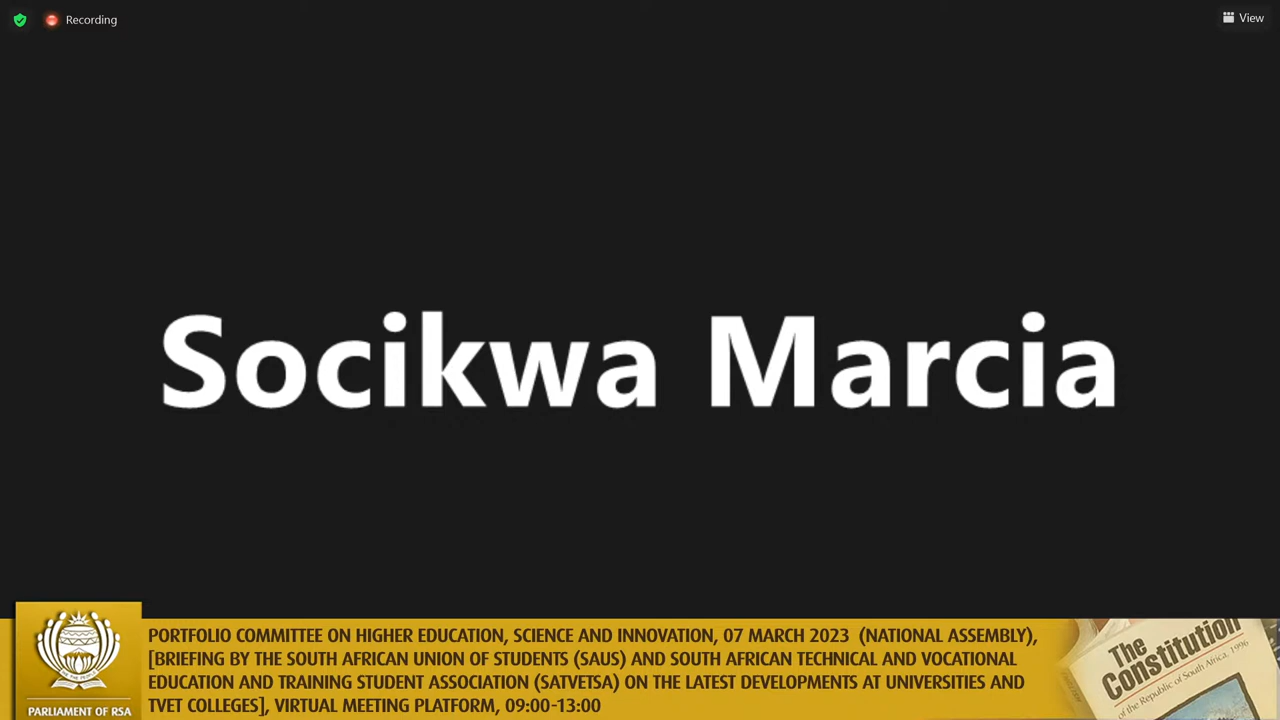 Recording
View
Socikwa Marcia
PORTFOLIO COMMITTEE ON HIGHER EDUCATION, SCIENCE AND INNOVATION, 07 MARCH 2023 (NATIONAL ASSEMBLY),
[BRIEFING BY THE SOUTH AFRICAN UNION OF STUDENTS (SAUS) AND SOUTH AFRICAN TECHNICAL AND VOCATIONAL
EDUCATION AND TRAINING STUDENT ASSOCIATION (SATVETSA) ON THE LATEST DEVELOPMENTS AT UNIVERSITIES AND
TVET COLLEGES], VIRTUAL MEETING PLATFORM, 09:00-13:00
PARLIAMENT OF RSA
The
Constitution
of the Republic of South Africa, 1996